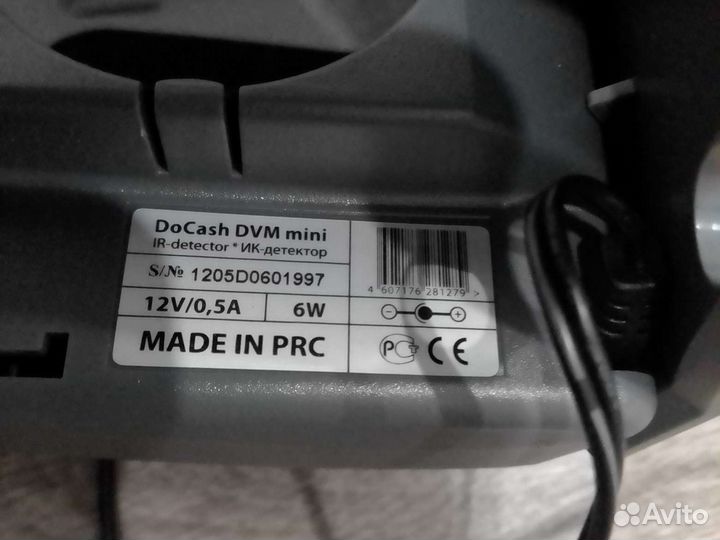 DoCash DVM mini
IR-detector * ИК-детектор
S/№ 1205D0601997
12V/0,5A 6W
MADE IN PRC
4 607176 281279 >
РСТ CE
Avito